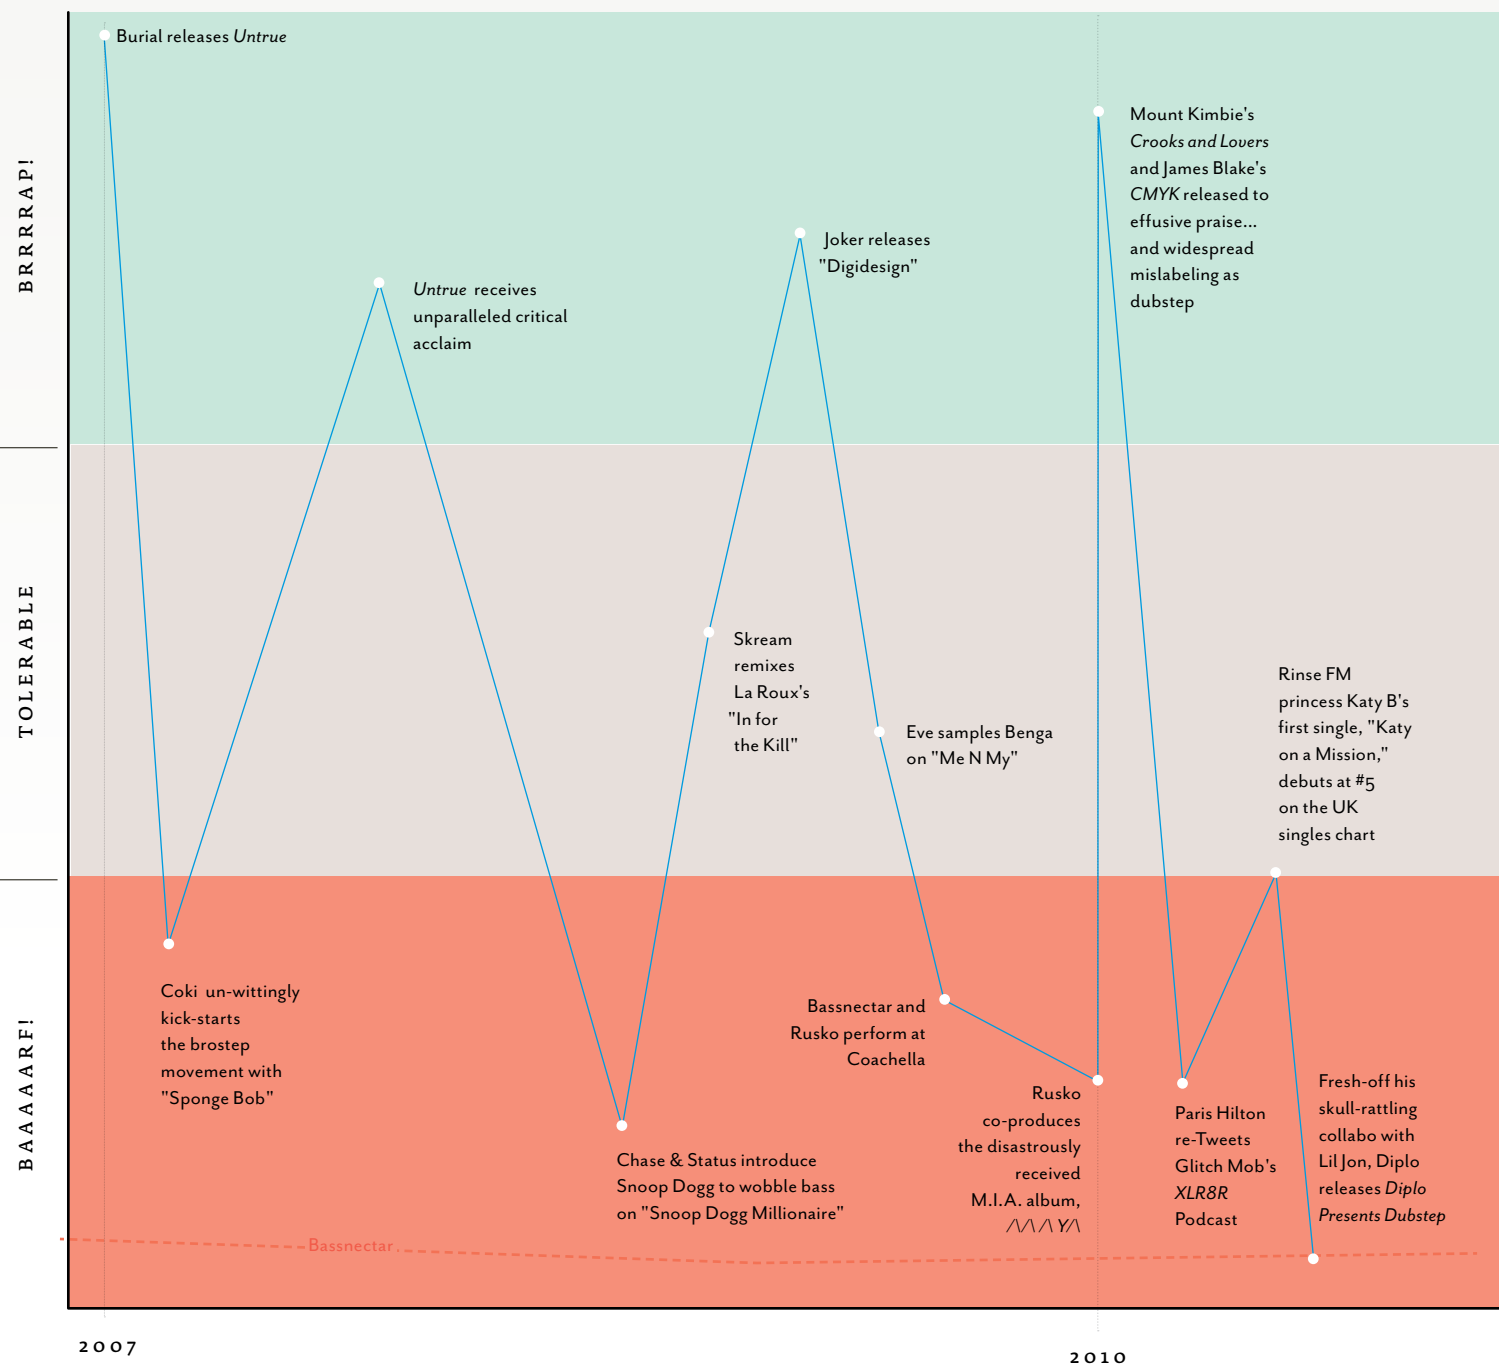 BRRRRAP!
TOLERABLE
BAAAAARF!
Burial releases Untrue
Coki un-wittingly
kick-starts
the brostep
movement with
"Sponge Bob"
Untrue receives
unparalleled critical
acclaim
Chase & Status introduce
Snoop Dogg to wobble bass
on "Snoop Dogg Millionaire"
Skream
remixes
La Roux's
"In for
the Kill"
Joker releases
"Digidesign"
Eve samples Benga
on "Me N My"
Bassnectar and
Rusko perform at
Coachella
Rusko
co-produces
the disastrously
received
M.I.A. album,
/\/\ /\ Y/\
Mount Kimbie's
Crooks and Lovers
and James Blake's
CMYK released to
effusive praise...
and widespread
mislabeling as
dubstep
Paris Hilton
re-Tweets
Glitch Mob's
XLR8R
Podcast
Rinse FM
princess Katy B's
first single, "Katy
on a Mission,"
debuts at #5
on the UK
singles chart
Fresh-off his
skull-rattling
collabo with
Lil Jon, Diplo
releases Diplo
Presents Dubstep
Bassnectar
2007
2010